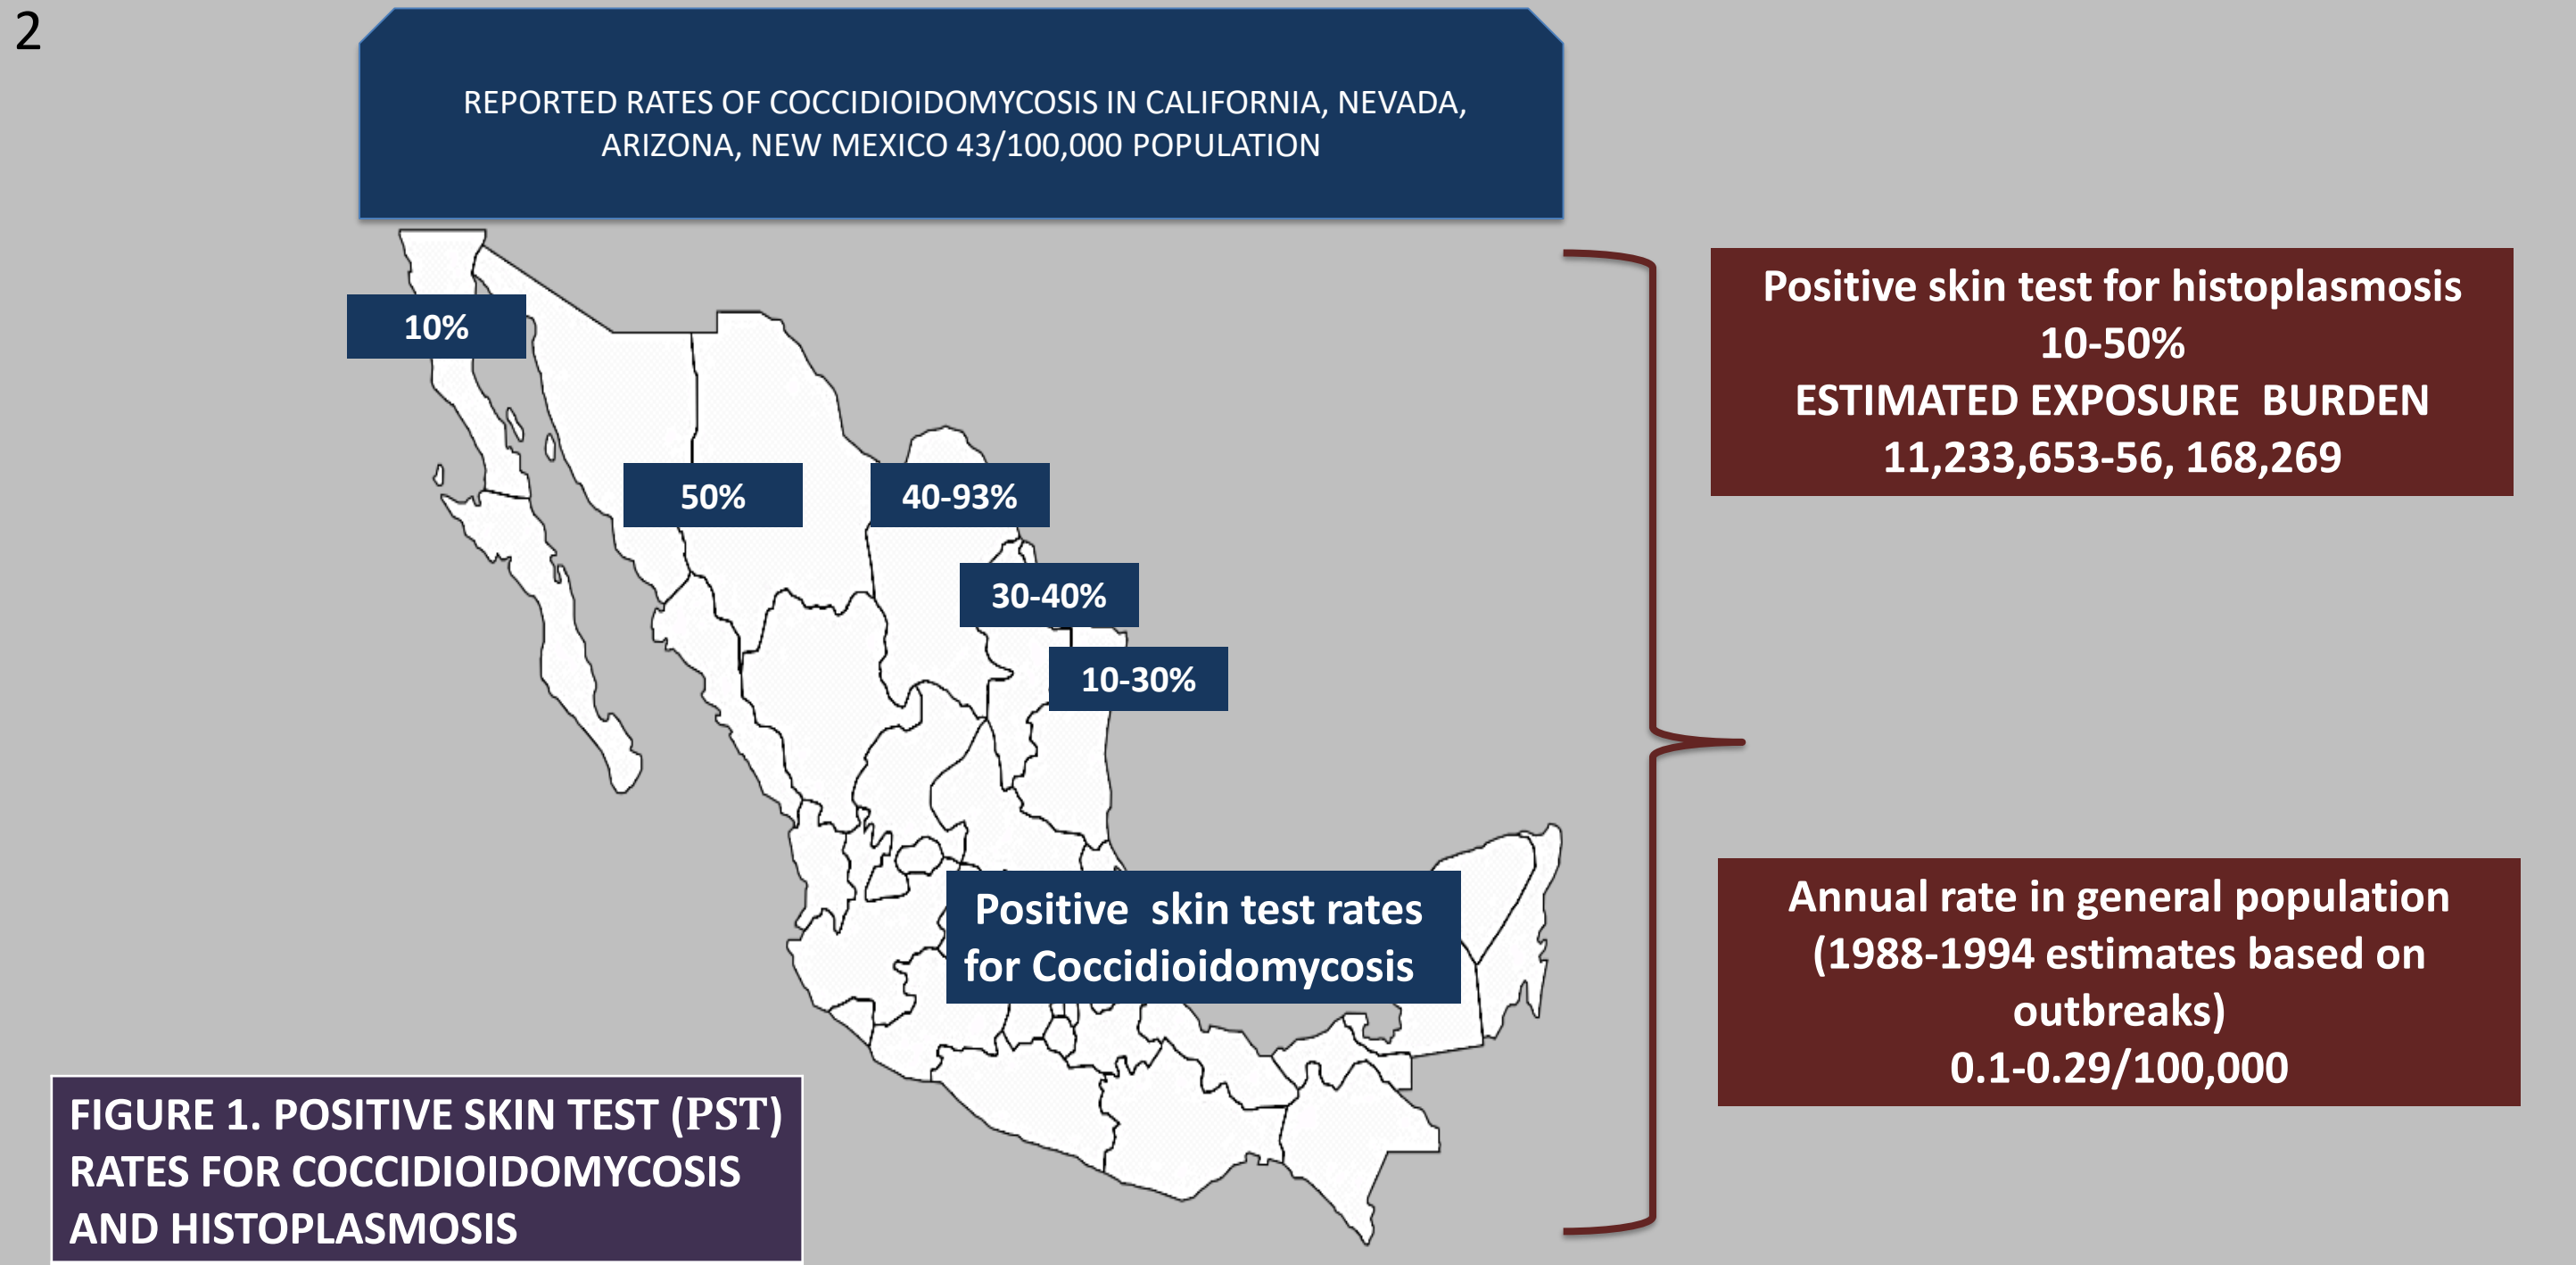 2
REPORTED RATES OF COCCIDIOIDOMYCOSIS IN CALIFORNIA, NEVADA,
ARIZONA, NEW MEXICO 43/100,000 POPULATION
10%
50%
40-93%
30-40%
10-30%
Positive skin test rates
for Coccidioidomycosis
Positive skin test for histoplasmosis
10-50%
ESTIMATED EXPOSURE BURDEN
11,233,653-56, 168,269
Annual rate in general population
(1988-1994 estimates based on
outbreaks)
0.1-0.29/100,000
FIGURE 1. POSITIVE SKIN TEST (PST)
RATES FOR COCCIDIOIDOMYCOSIS
AND HISTOPLASMOSIS